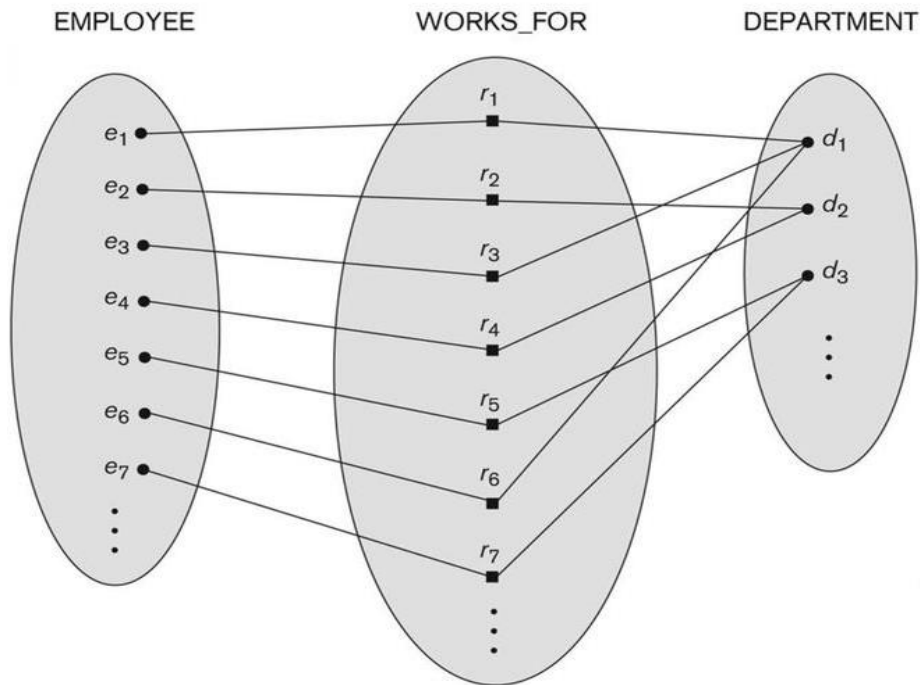 EMPLOYEE WORKS_FOR DEPARTMENT
r₁
e₁
d₁
r₂
e₂
d₂
e₃
r₃
d₃
e₄
r₄
e₅
r₅
e₆
r₆
e₇
r₇